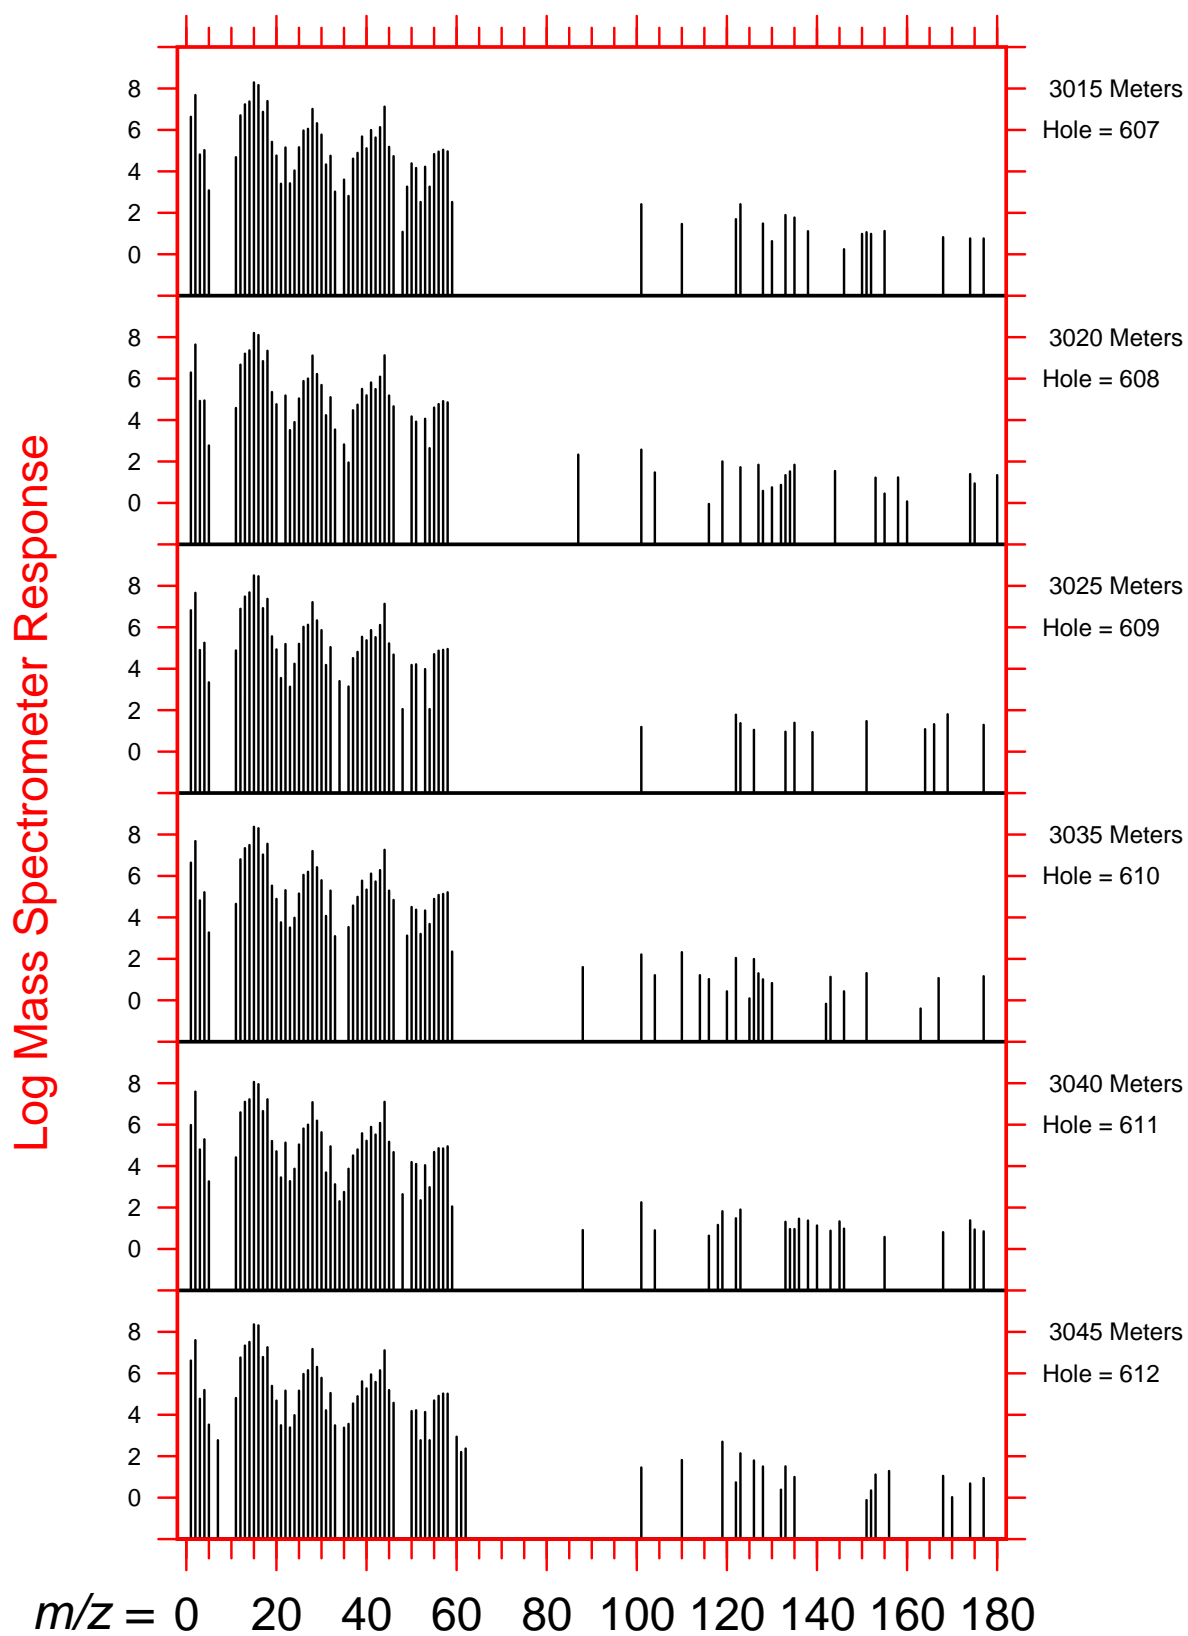 8
6
4
2
0
3015 Meters
Hole = 607
8
6
4
2
0
3020 Meters
Hole = 608
8
6
4
2
0
3025 Meters
Hole = 609
8
6
4
2
0
3035 Meters
Hole = 610
8
6
4
2
0
3040 Meters
Hole = 611
8
6
4
2
0
3045 Meters
Hole = 612
Log Mass Spectrometer Response
m/z = 0 20 40 60 80 100 120 140 160 180